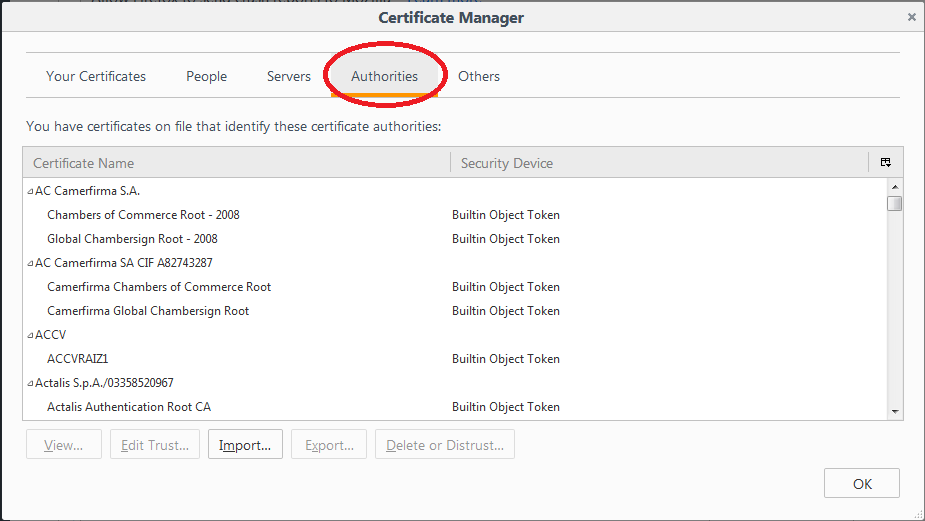 Certificate Manager
Your Certificates People Servers Authorities Others
You have certificates on file that identify these certificate authorities:
Certificate Name Security Device
AC Camerfirma S.A.
Chambers of Commerce Root - 2008 Builtin Object Token
Global Chambersign Root - 2008 Builtin Object Token
AC Camerfirma SA CIF A82743287
Camerfirma Chambers of Commerce Root Builtin Object Token
Camerfirma Global Chambersign Root Builtin Object Token
ACCV
ACCVRAIZ1 Builtin Object Token
Actalis S.p.A./03358520967
Actalis Authentication Root CA Builtin Object Token
View... Edit Trust... Import... Export... Delete or Distrust...
OK